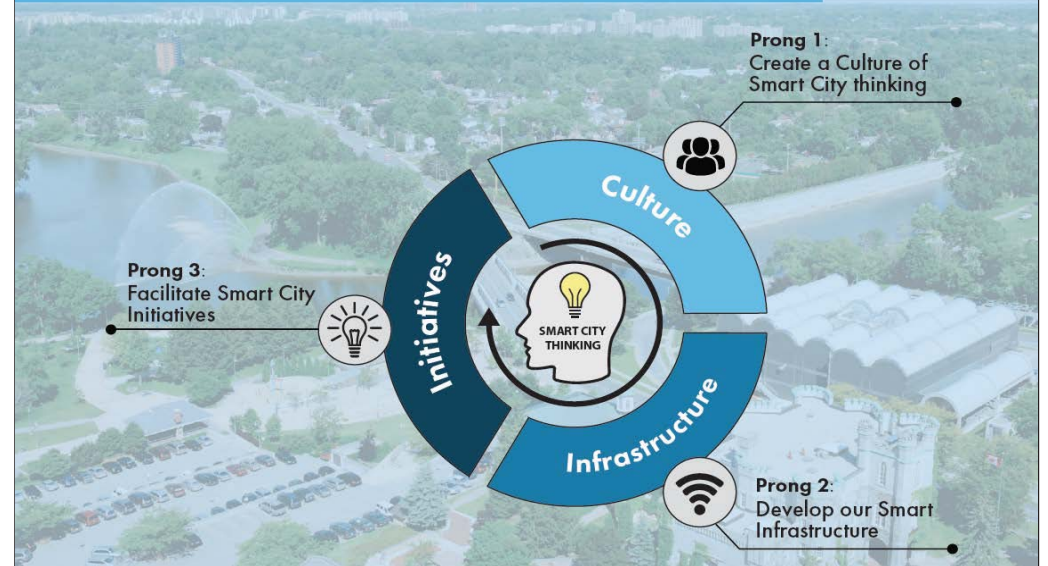 Prong 1:
Create a Culture of
Smart City thinking
Culture
Prong 3:
Facilitate Smart City
Initiatives
Initiatives
SMART CITY
THINKING
Infrastructure
Prong 2:
Develop our Smart
Infrastructure